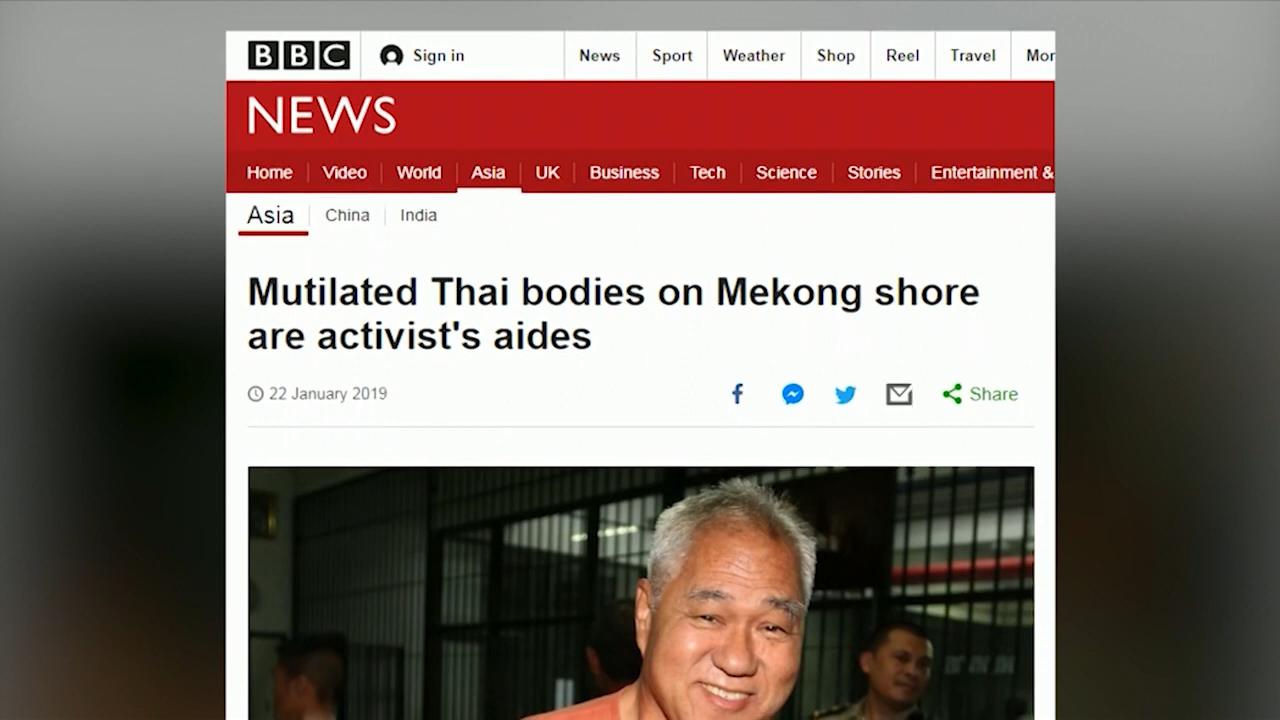 BBC Sign in News Sport Weather Shop Reel Travel Mor
NEWS
Home Video World Asia UK Business Tech Science Stories Entertainment &
Asia China India
Mutilated Thai bodies on Mekong shore
are activist's aides
22 January 2019 Share